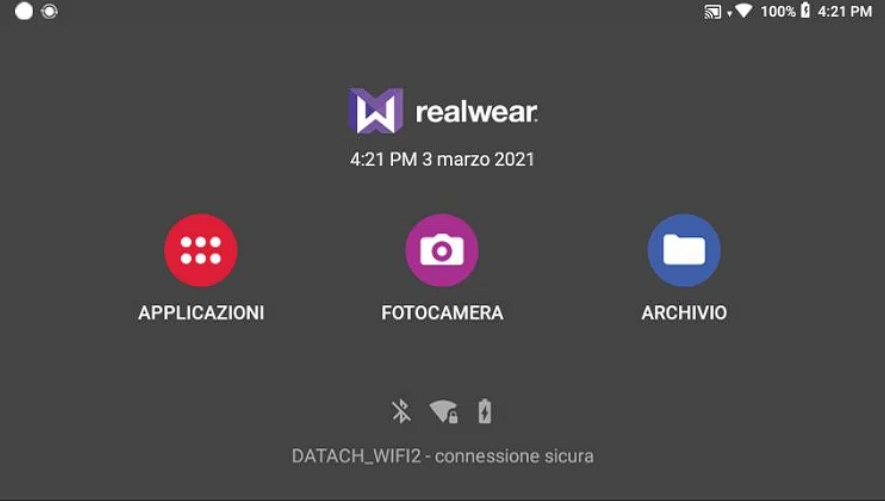 100% 4:21 PM
realwear.
4:21 PM 3 marzo 2021
APPLICAZIONI
FOTOCAMERA
ARCHIVIO
DATACH_WIFI2 - connessione sicura